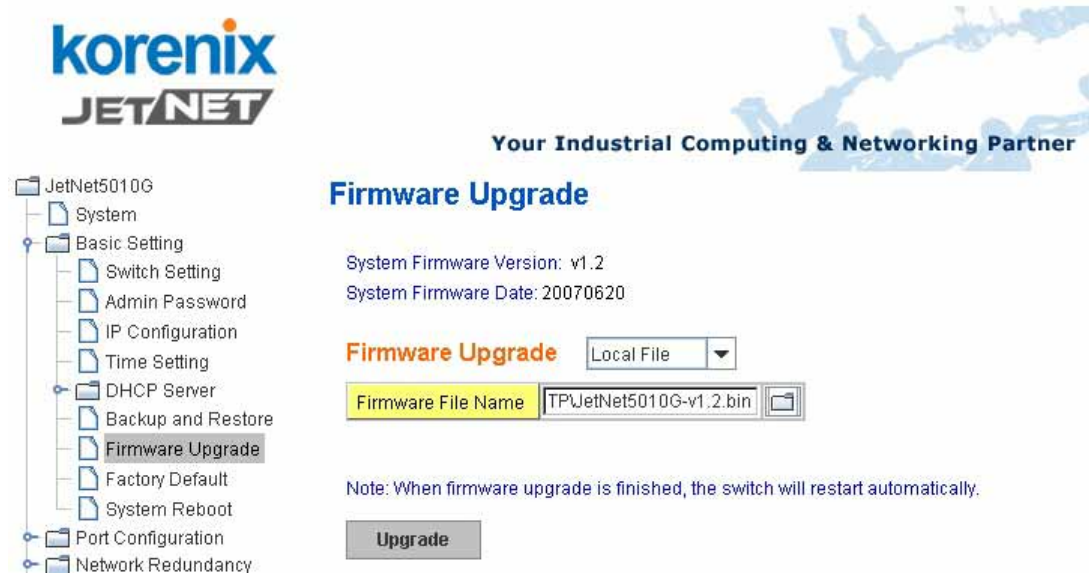 korenix
JET/NET
Your Industrial Computing & Networking Partner
JetNet5010G
System
Basic Setting
Switch Setting
Admin Password
IP Configuration
Time Setting
DHCP Server
Backup and Restore
Firmware Upgrade
Factory Default
System Reboot
Port Configuration
Network Redundancy
Firmware Upgrade
System Firmware Version: v1.2
System Firmware Date: 20070620
Firmware Upgrade Local File
Firmware File Name TP\JetNet5010G-v1.2.bin
Note: When firmware upgrade is finished, the switch will restart automatically.
Upgrade